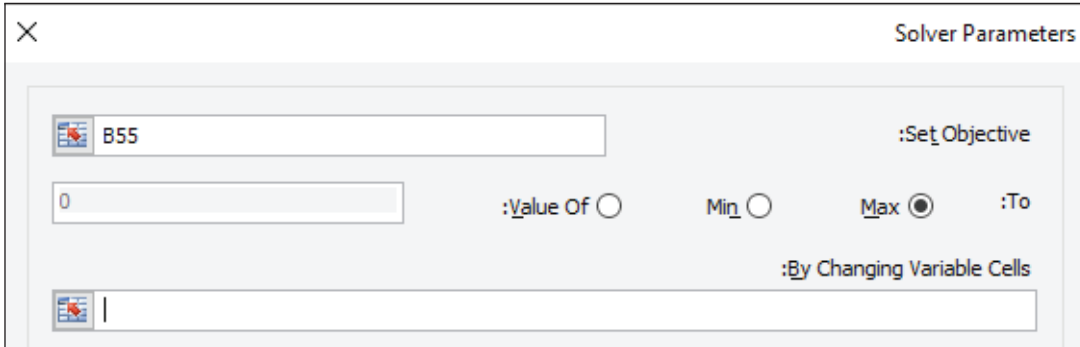 Solver Parameters
:Set Objective B55
:To Max Min :Value Of 0
:By Changing Variable Cells